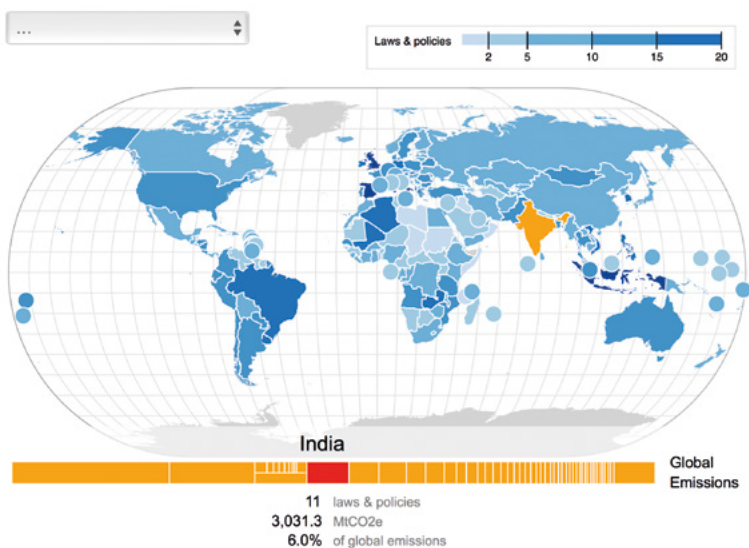 ...
Laws & policies
2 5 10 15 20
India
Global
Emissions
11 laws & policies
3,031.3 MtCO2e
6.0% of global emissions